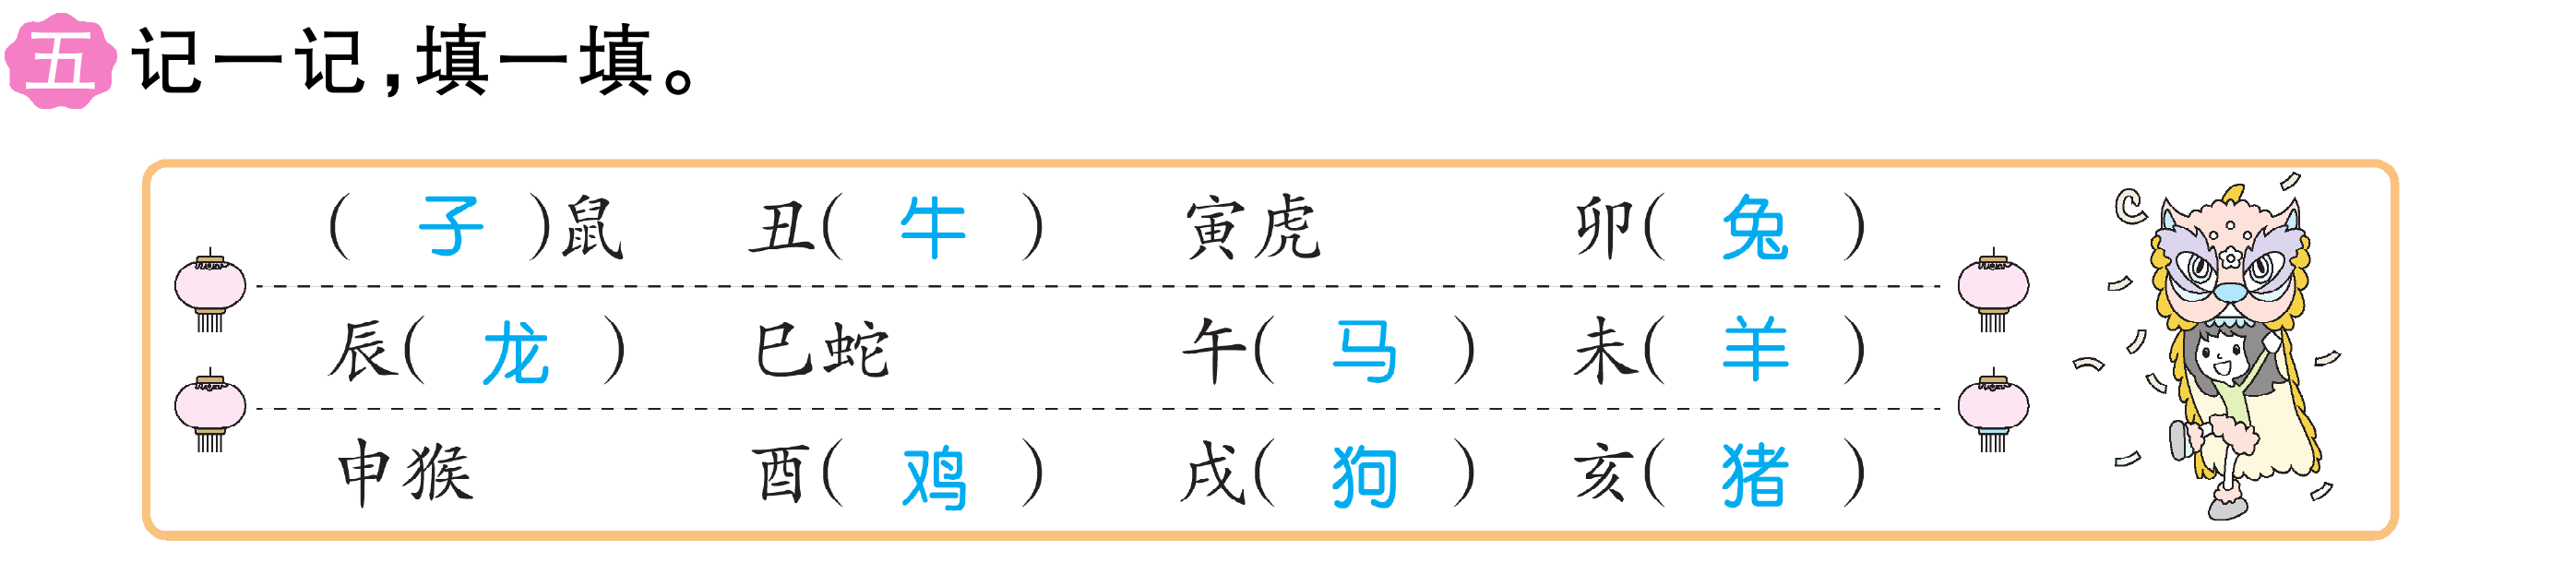 五 记一记,填一填。
( 子 )鼠 丑( 牛 ) 寅虎 卯( 兔 )
辰( 龙 ) 巳蛇 午( 马 ) 未( 羊 )
申猴 酉( 鸡 ) 戌( 狗 ) 亥( 猪 )